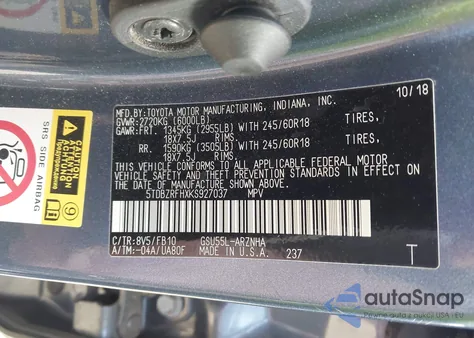 10/18
MFD.BY:TOYOTA MOTOR MANUFACTURING, INDIANA, INC.
GVWR: 2720KG (6000LB)
GAWR:FRT. 1345KG (2955LB) WITH 245/60R18 TIRES,
18X7.5J RIMS.
RR. 1590KG (3505LB) WITH 245/60R18 TIRES,
18X7.5J RIMS.
THIS VEHICLE CONFORMS TO ALL APPLICABLE FEDERAL MOTOR
VEHICLE SAFETY AND BUMPER STANDARDS IN EFFECT ON
THE DATE OF MANUFACTURE SHOWN ABOVE.
5TDBZRFHXKS927037 MPV
C/TR: 8V5/FB10 GSU55L-ARZNHA
A/TM:-04A/UA80F MADE IN U.S.A. 237
T
SRS SIDE AIRBAG
9
autoSnap